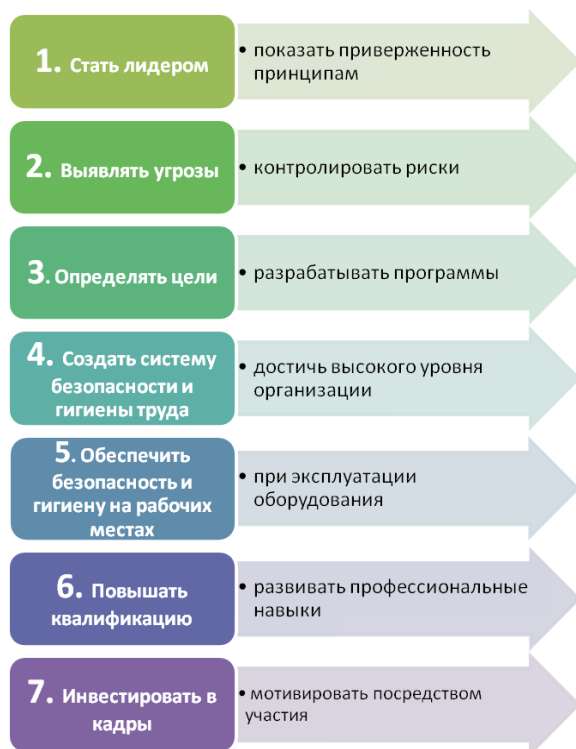 1. Стать лидером
• показать приверженность
принципам
2. Выявлять угрозы
• контролировать риски
3. Определять цели
• разрабатывать программы
4. Создать систему
безопасности и
гигиены труда
• достичь высокого уровня
организации
5. Обеспечить
безопасность и
гигиену на рабочих
местах
• при эксплуатации
оборудования
6. Повышать
квалификацию
• развивать профессиональные
навыки
7. Инвестировать в
кадры
• мотивировать посредством
участия